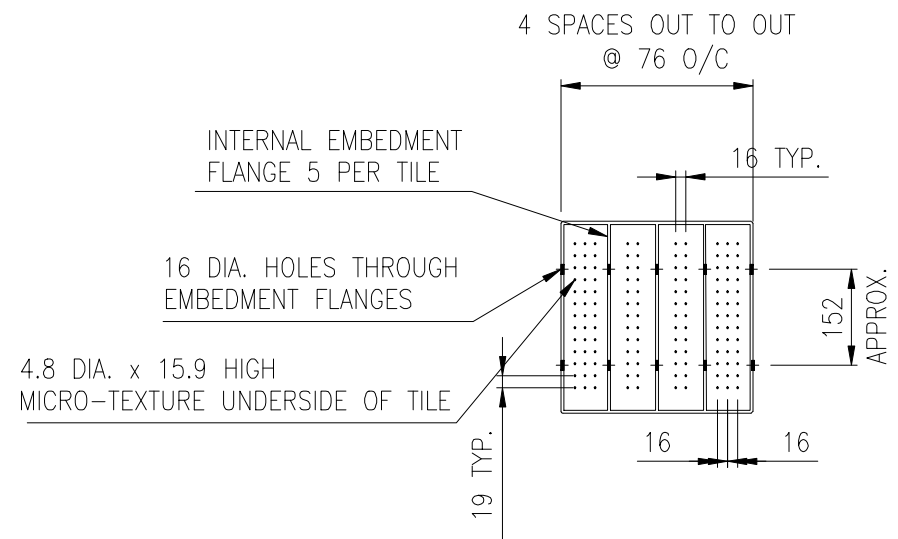 4 SPACES OUT TO OUT
@ 76 O/C
INTERNAL EMBEDMENT
FLANGE 5 PER TILE
16 TYP.
16 DIA. HOLES THROUGH
EMBEDMENT FLANGES
152
APPROX.
4.8 DIA. x 15.9 HIGH
MICRO-TEXTURE UNDERSIDE OF TILE
19 TYP.
16
16